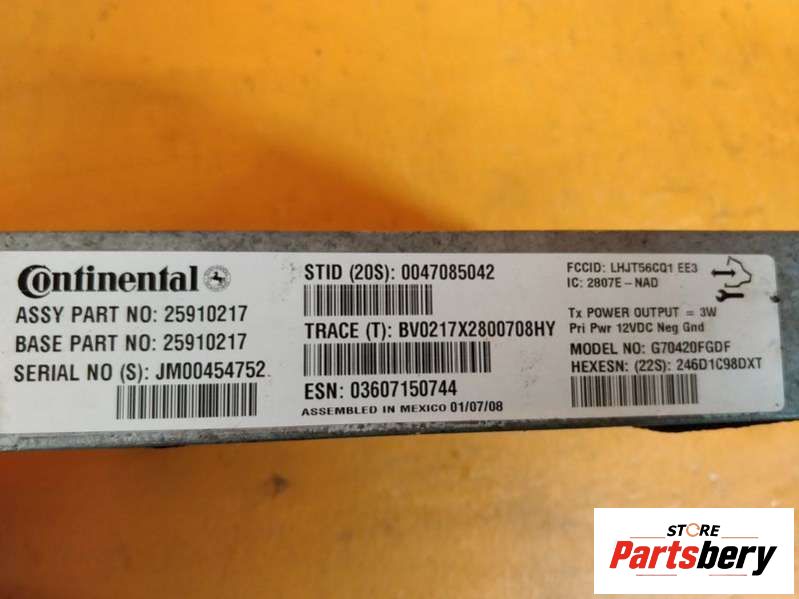 Continental
ASSY PART NO: 25910217
BASE PART NO: 25910217
SERIAL NO (S): JM00454752
STID (20S): 0047085042
TRACE (T): BV0217X2800708HY
ESN: 03607150744
ASSEMBLED IN MEXICO 01/07/08
FCCID: LHJT56CQ1 EE3
IC: 2807E-NAD
Tx POWER OUTPUT = 3W
Pri Pwr 12VDC Neg Gnd
MODEL NO: G70420FGDF
HEXESN: (22S): 246D1C98DXT
STORE
Partsbery